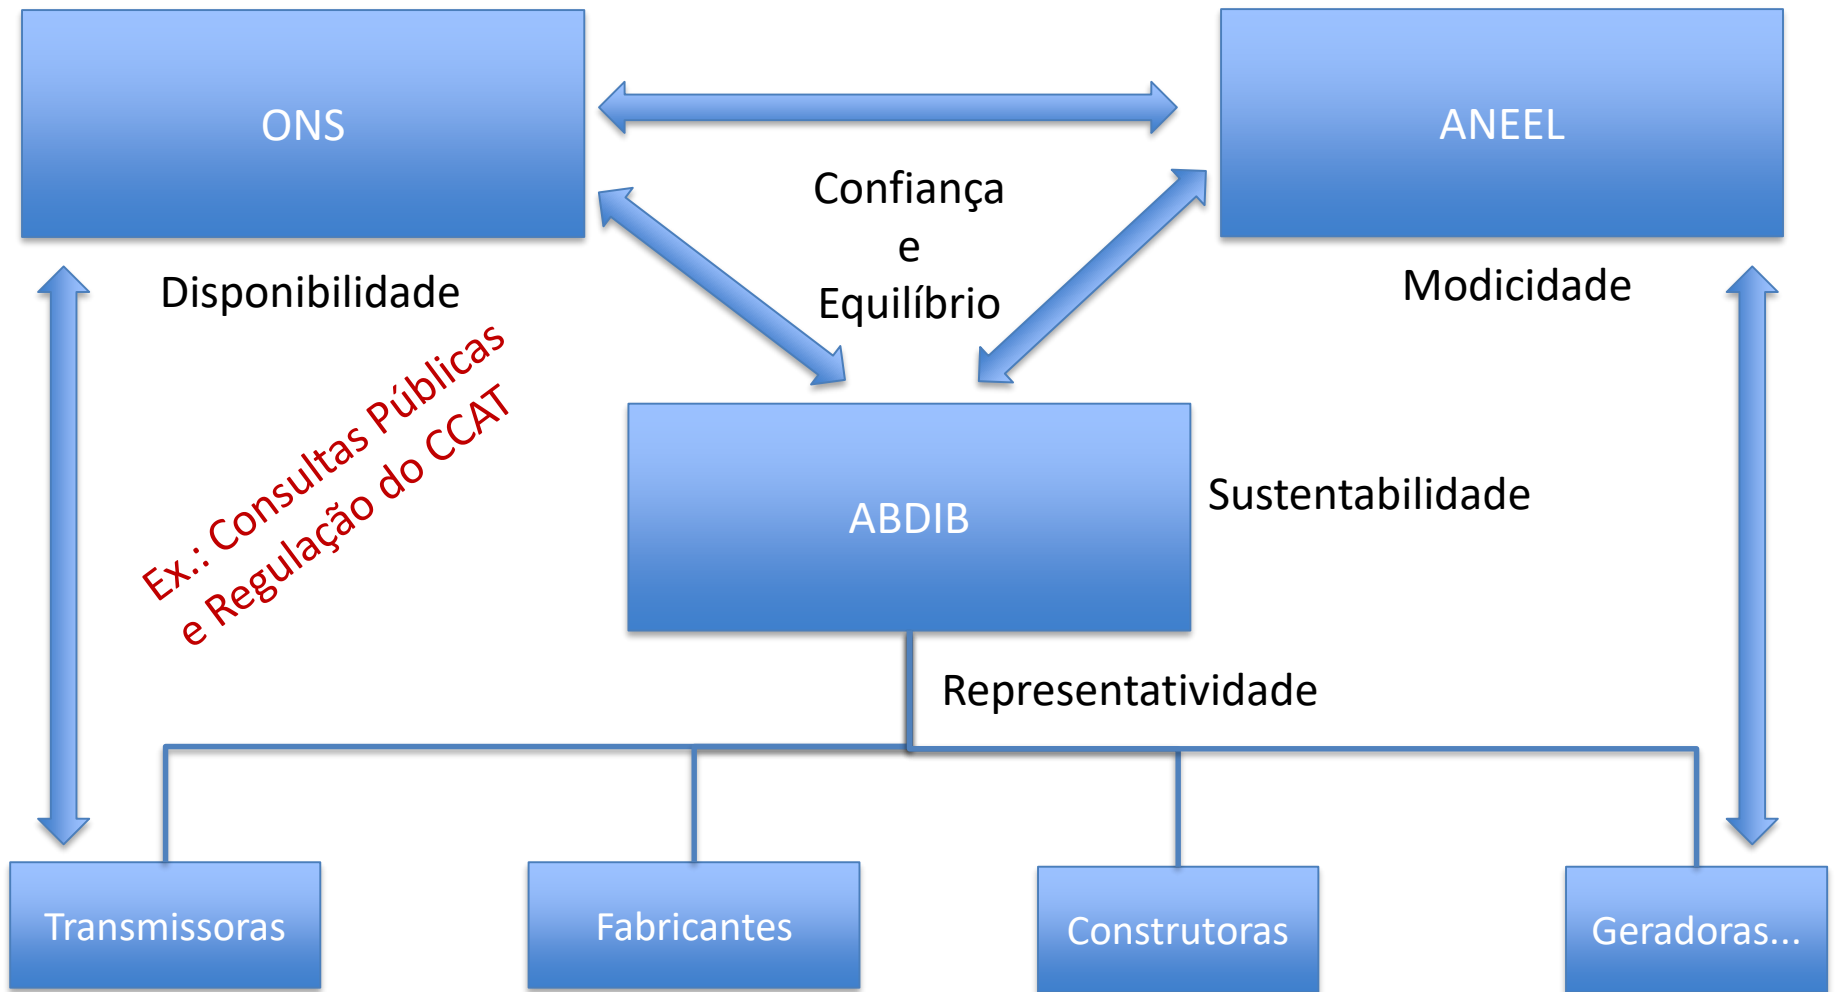 ONS
ANEEL
Confiança
e
Equilíbrio
Disponibilidade
Modicidade
Ex.: Consultas Públicas
e Regulação do CCAT
ABDIB
Sustentabilidade
Representatividade
Transmissoras
Fabricantes
Construtoras
Geradoras...